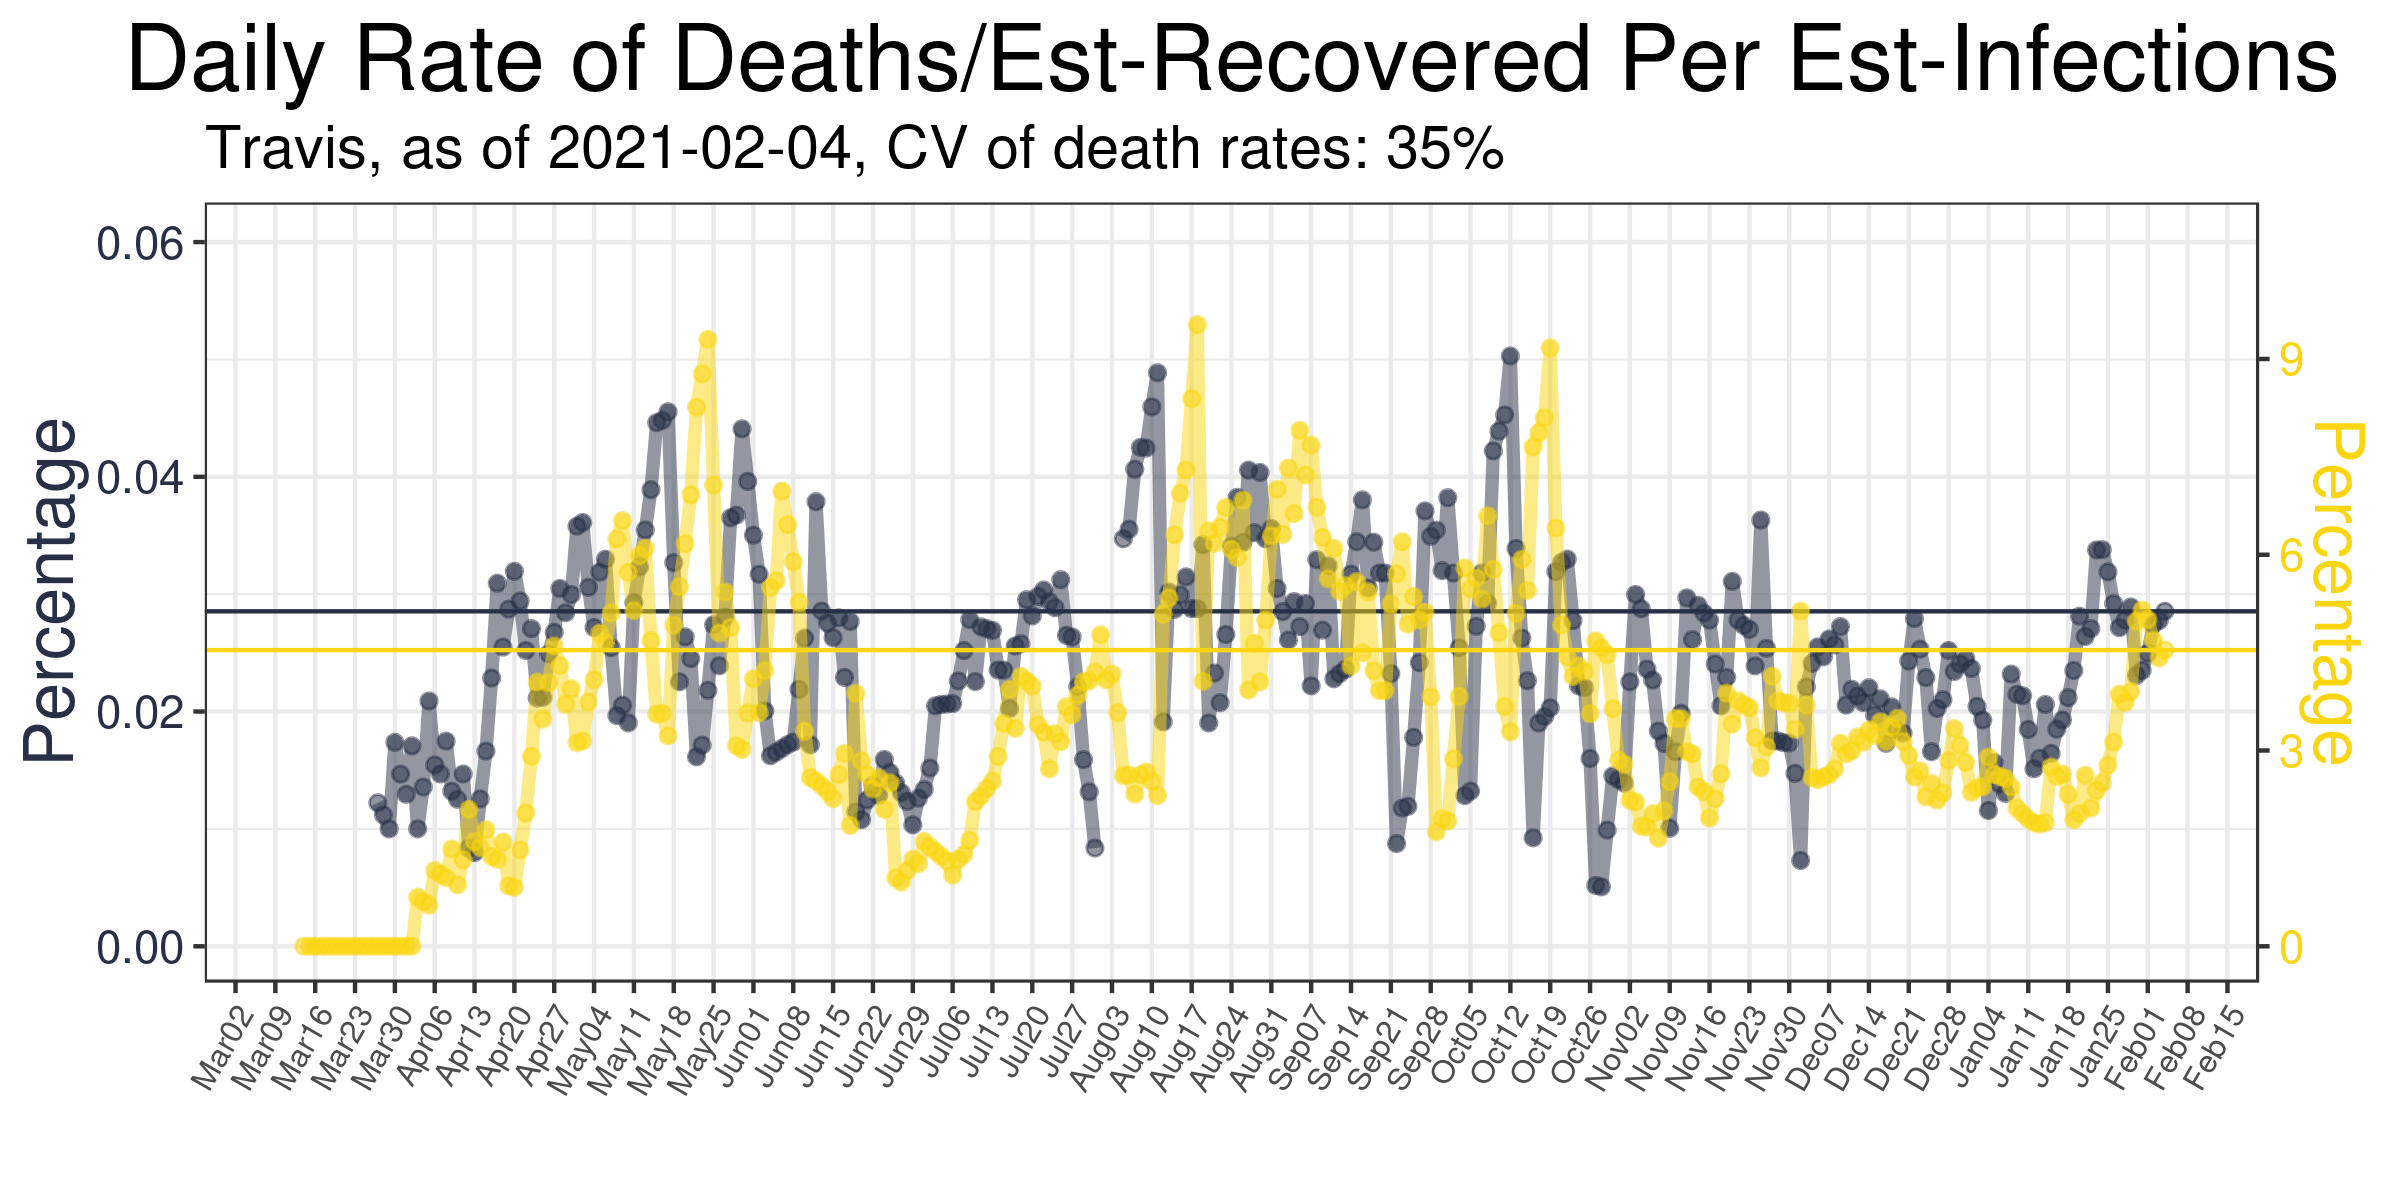 Daily Rate of Deaths/Est-Recovered Per Est-Infections
Travis, as of 2021-02-04, CV of death rates: 35%
Percentage
0.06
0.04
0.02
0.00
9
6
3
0
Percentage
Mar02
Mar09
Mar16
Mar23
Mar30
Apr06
Apr13
Apr20
Apr27
May04
May11
May18
May25
Jun01
Jun08
Jun15
Jun22
Jun29
Jul06
Jul13
Jul20
Jul27
Aug03
Aug10
Aug17
Aug24
Aug31
Sep07
Sep14
Sep21
Sep28
Oct05
Oct12
Oct19
Oct26
Nov02
Nov09
Nov16
Nov23
Nov30
Dec07
Dec14
Dec21
Dec28
Jan04
Jan11
Jan18
Jan25
Feb01
Feb08
Feb15